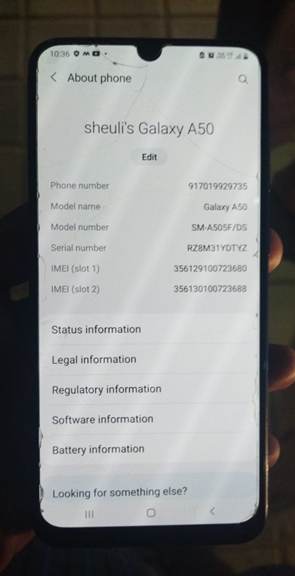 10:36
About phone
sheuli's Galaxy A50
Edit
Phone number 917019929735
Model name Galaxy A50
Model number SM-A505F/DS
Serial number RZ8M31YDTYZ
IMEI (slot 1) 356129100723680
IMEI (slot 2) 356130100723688
Status information
Legal information
Regulatory information
Software information
Battery information
Looking for something else?